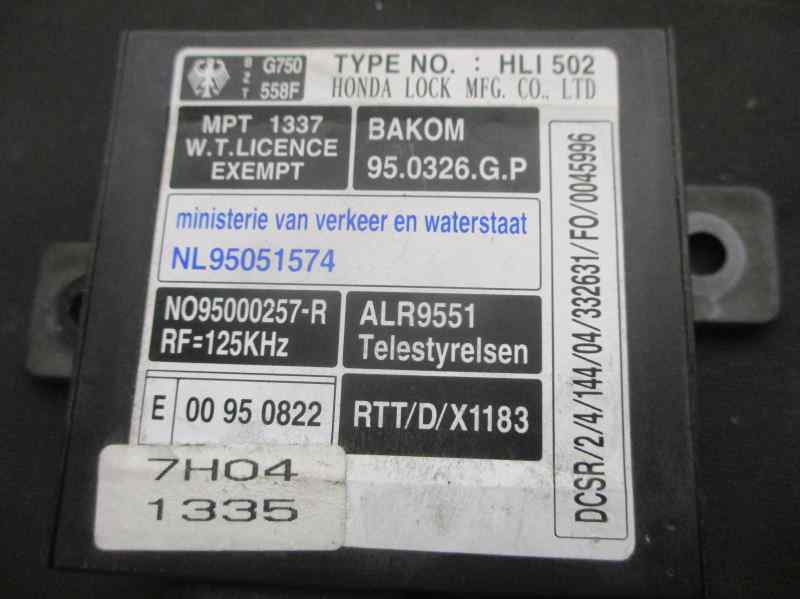 BZT G750 558F
TYPE NO. : HLI 502
HONDA LOCK MFG. CO., LTD
MPT 1337
W.T.LICENCE
EXEMPT
BAKOM
95.0326.G.P
ministerie van verkeer en waterstaat
NL95051574
NO95000257-R
RF=125KHz
ALR9551
Telestyrelsen
E 00 95 0822
RTT/D/X1183
7H04
1335
DCSR/2/4/144/04/332631/FO/0045996